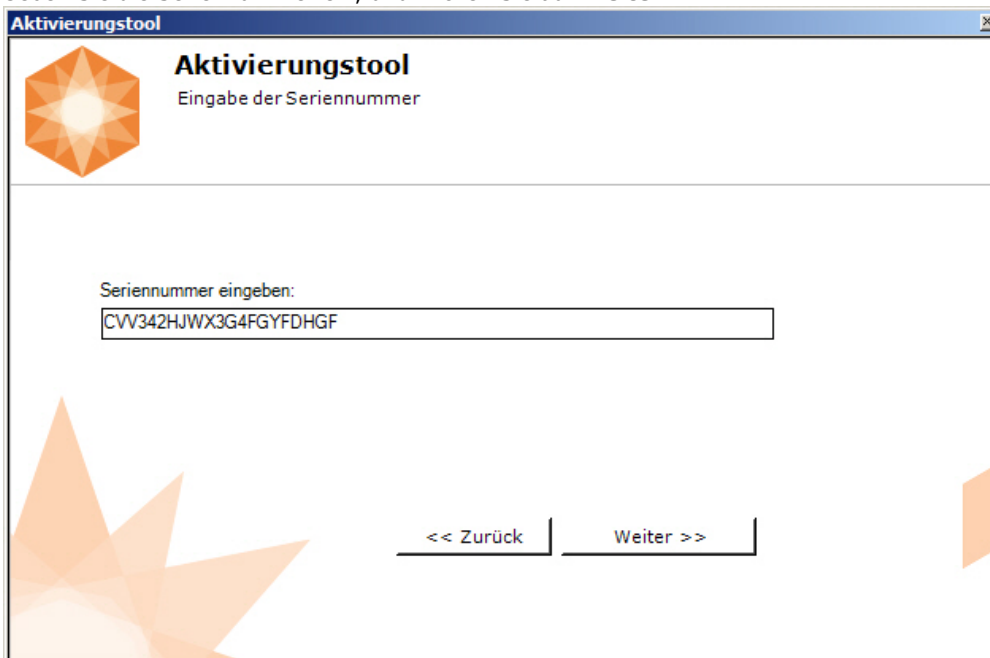 Aktivierungstool
Aktivierungstool
Eingabe der Seriennummer
Seriennummer eingeben:
CVV342HJWX3G4FGYFDHGF
<< Zurück
Weiter >>